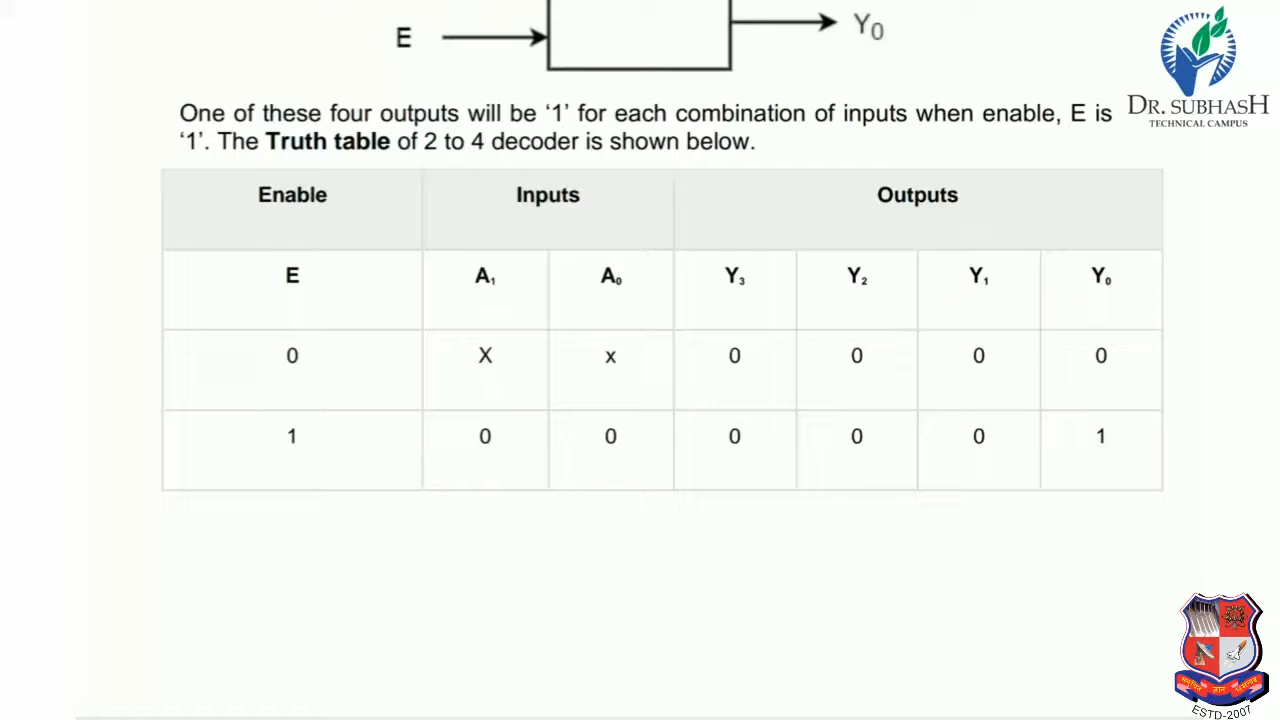 E
Y0
One of these four outputs will be ‘1’ for each combination of inputs when enable, E is
‘1’. The Truth table of 2 to 4 decoder is shown below.
Enable Inputs Outputs
E A1 A0 Y3 Y2 Y1 Y0
0 X x 0 0 0 0
1 0 0 0 0 0 1
DR. SUBHASH
TECHNICAL CAMPUS
ESTD-2007